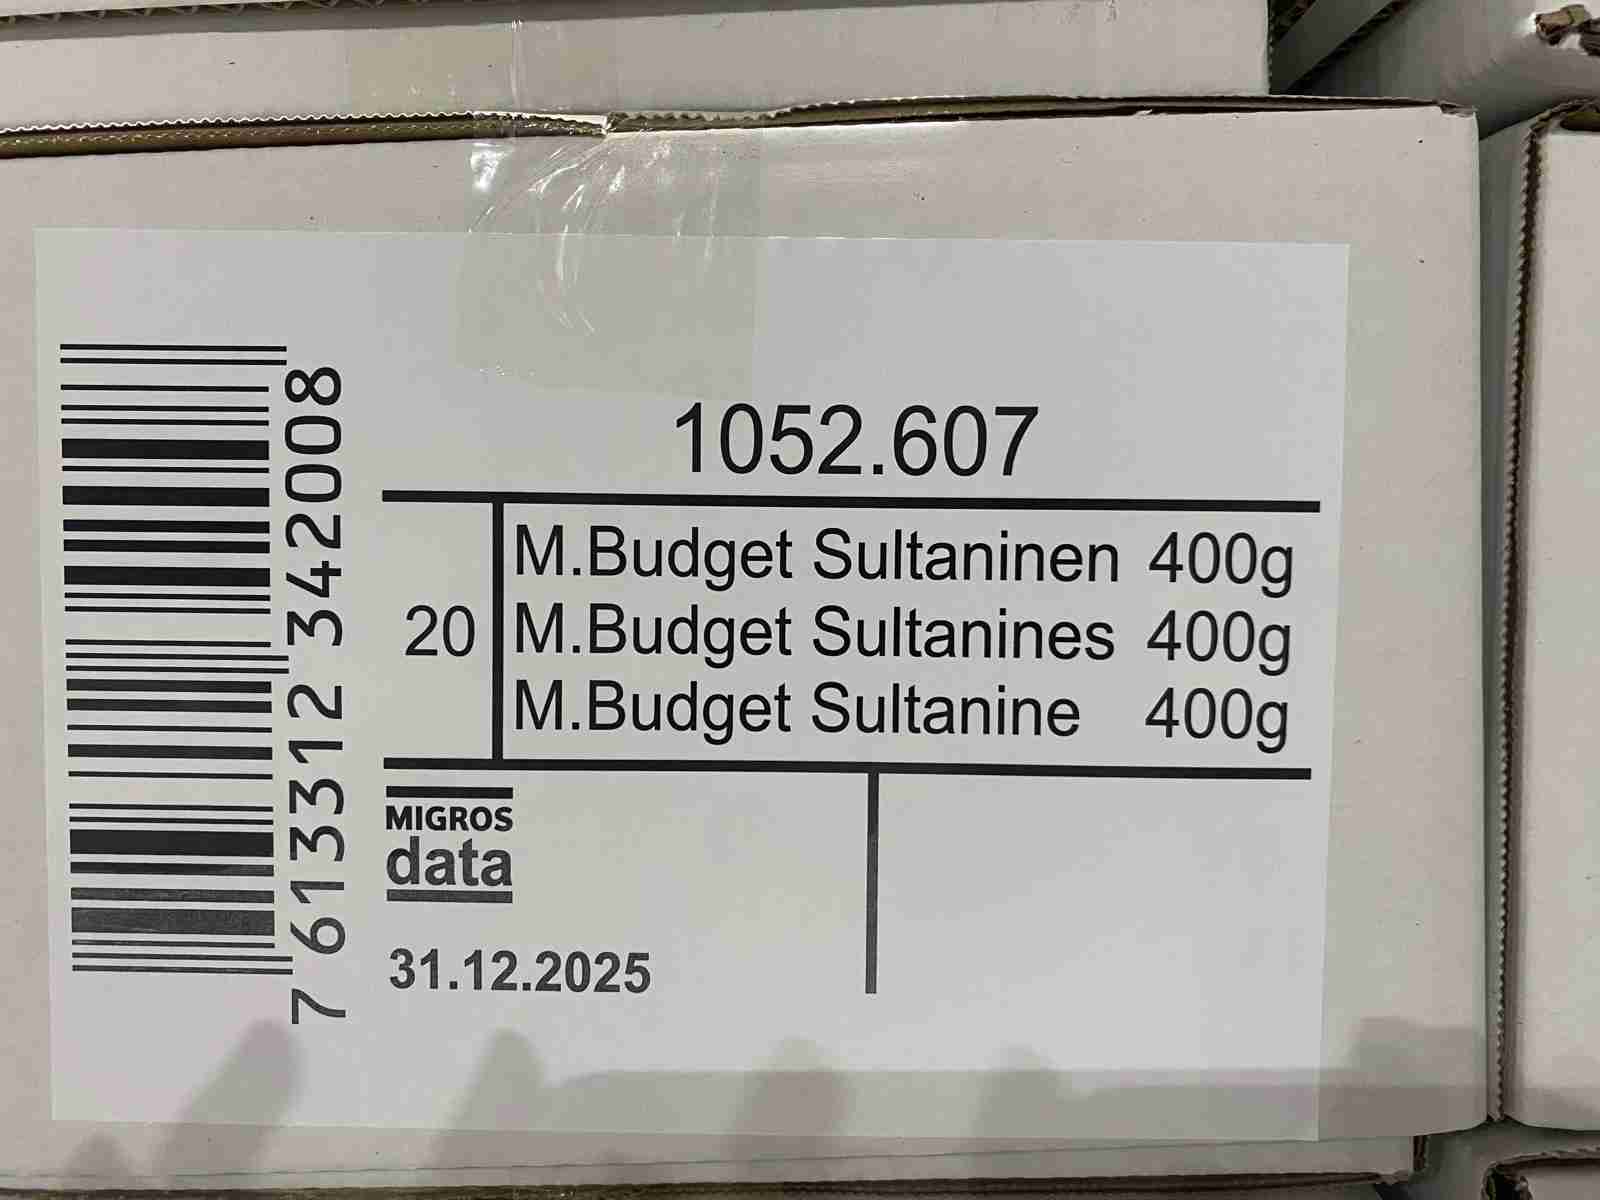 1052.607
20
M.Budget Sultaninen 400g
M.Budget Sultanines 400g
M.Budget Sultanine 400g
MIGROS
data
31.12.2025
7 613312 342008